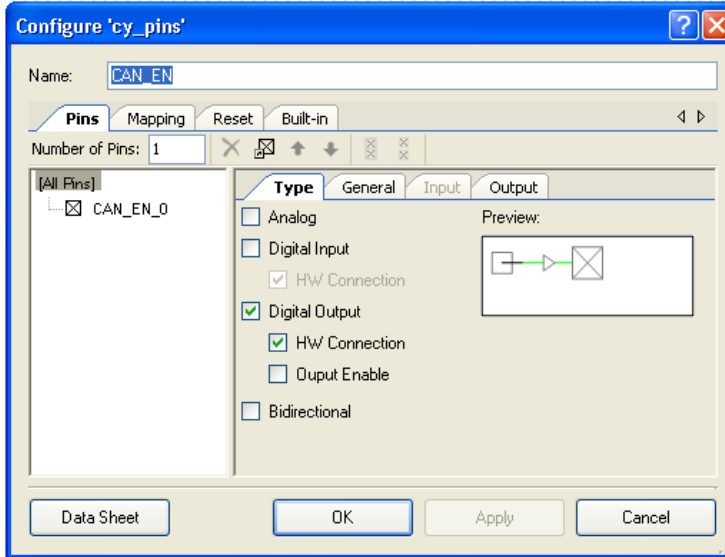 Configure 'cy_pins'
Name: CAN_EN
Pins Mapping Reset Built-in
Number of Pins: 1
[All Pins]
CAN_EN_0
Type General Input Output
Analog
Preview:
Digital Input
HW Connection
Digital Output
HW Connection
Ouput Enable
Bidirectional
Data Sheet OK Apply Cancel